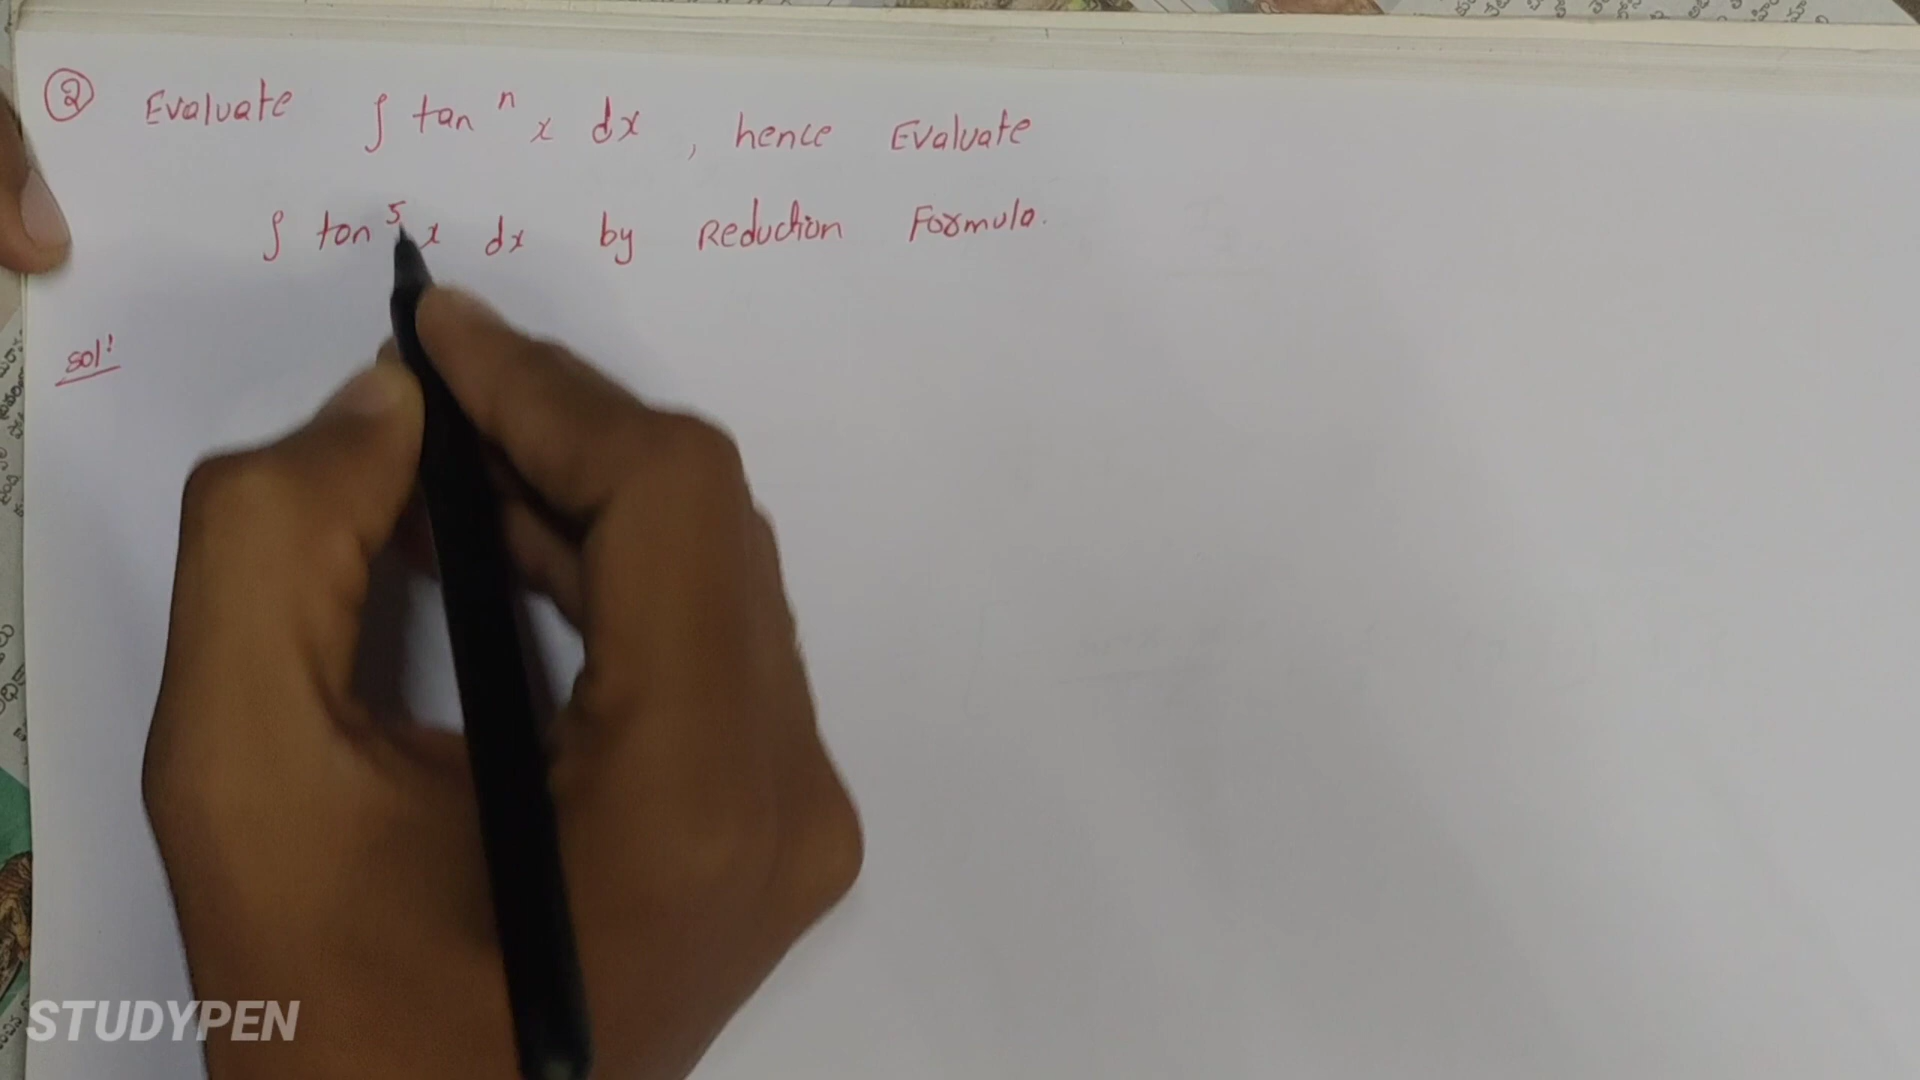 ② Evaluate ∫ tanⁿ x dx , hence Evaluate
∫ tan⁵ x dx by Reduction Formula.
sol:
STUDYPEN